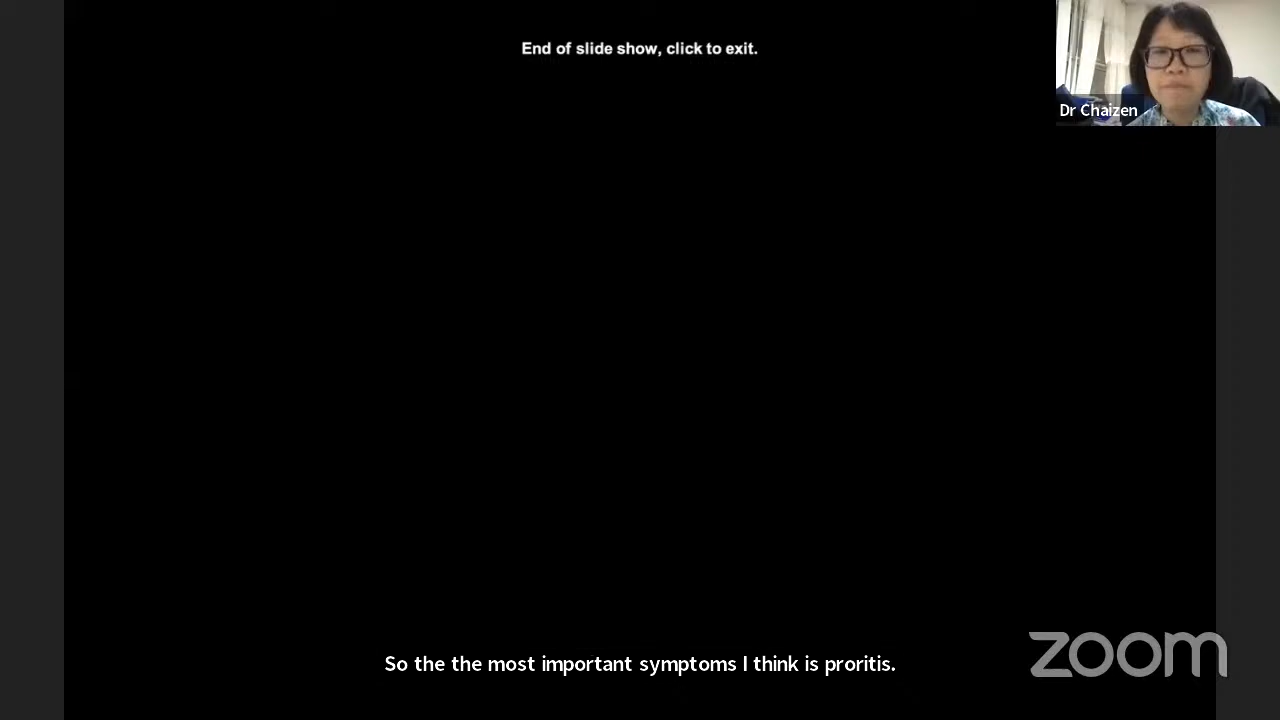 End of slide show, click to exit.
Dr Chaizen
So the the most important symptoms I think is proritis.
zoom